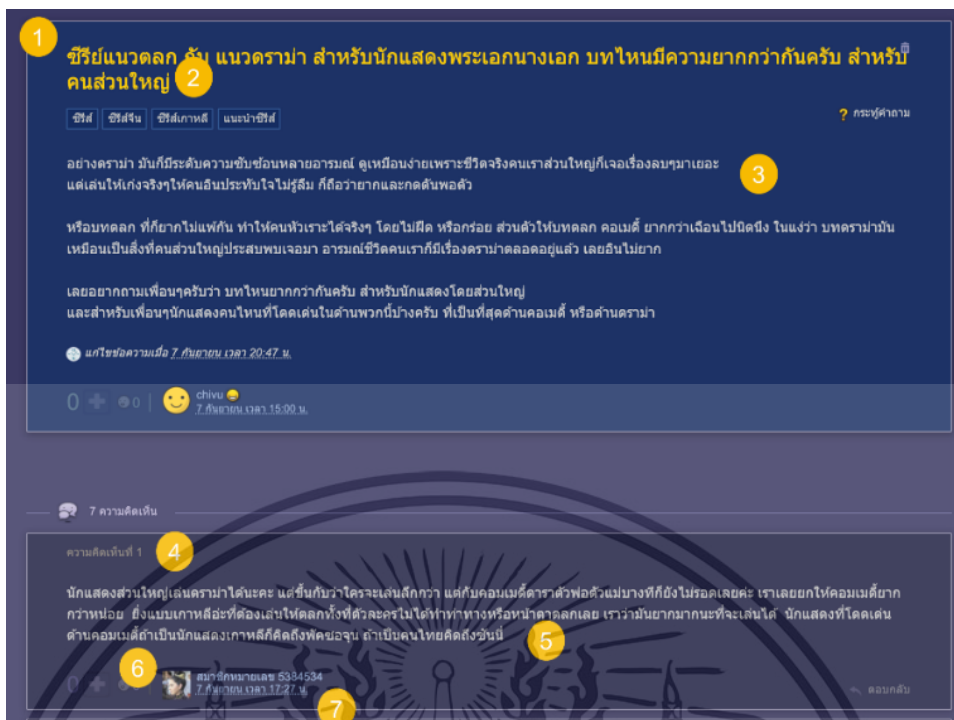 1
ซีรีย์แนวตลก กับ แนวดราม่า สำหรับนักแสดงพระเอกนางเอก บทไหนมีความยากกว่ากันครับ สำหรับ
คนส่วนใหญ่ 2
ซีรีส์ ซีรีส์จีน ซีรีส์เกาหลี แนะนำซีรีส์ ? กระทู้คำถาม
อย่างดราม่า มันก็มีระดับความซับซ้อนหลายอารมณ์ ดูเหมือนง่ายเพราะชีวิตจริงคนเราส่วนใหญ่ก็เจอเรื่องลบๆมาเยอะ
3
แต่เล่นให้เก่งจริงๆให้คนอินประทับใจไม่รู้ลืม ก็ถือว่ายากและกดดันพอตัว
หรือบทตลก ที่ก็ยากไม่แพ้กัน ทำให้คนหัวเราะได้จริงๆ โดยไม่ฝืด หรือกร่อย ส่วนตัวให้บทตลก คอเมดี้ ยากกว่าเฉือนไปนิดนึง ในแง่ว่า บทดราม่ามัน
เหมือนเป็นสิ่งที่คนส่วนใหญ่ประสบพบเจอมา อารมณ์ชีวิตคนเราก็มีเรื่องดราม่าตลอดอยู่แล้ว เลยอินไม่ยาก
เลยอยากถามเพื่อนๆครับว่า บทไหนยากกว่ากันครับ สำหรับนักแสดงโดยส่วนใหญ่
และสำหรับเพื่อนๆนักแสดงคนไหนที่โดดเด่นในด้านพวกนี้บ้างครับ ที่เป็นที่สุดด้านคอเมดี้ หรือด้านดราม่า
แก้ไขข้อความเมื่อ 7 กันยายน เวลา 20:47 น.
0 0 chivu
7 กันยายน เวลา 15:00 น.
7 ความคิดเห็น
ความคิดเห็นที่ 1 4
นักแสดงส่วนใหญ่เล่นดราม่าได้นะคะ แต่ขึ้นกับว่าใครจะเล่นลึกกว่า แต่กับคอมเมดี้ดาราตัวพ่อตัวแม่บางทีก็ยังไม่รอดเลยค่ะ เราเลยยกให้คอมเมดี้ยาก
กว่าหน่อย ยิ่งแบบเกาหลีอ่ะที่ต้องเล่นให้ตลกทั้งที่ตัวละครไม่ได้ทำท่าทางหรือหน้าตาตลกเลย เราว่ามันยากมากนะที่จะเล่นได้ นักแสดงที่โดดเด่น
ด้านคอมเมดี้ถ้าเป็นนักแสดงเกาหลีก็คิดถึงพัคซอจุน ถ้าเป็นคนไทยคิดถึงซันนี่ 5
6
0 สมาชิกหมายเลข 5384534
7 กันยายน เวลา 17:27 น. ตอบกลับ
7